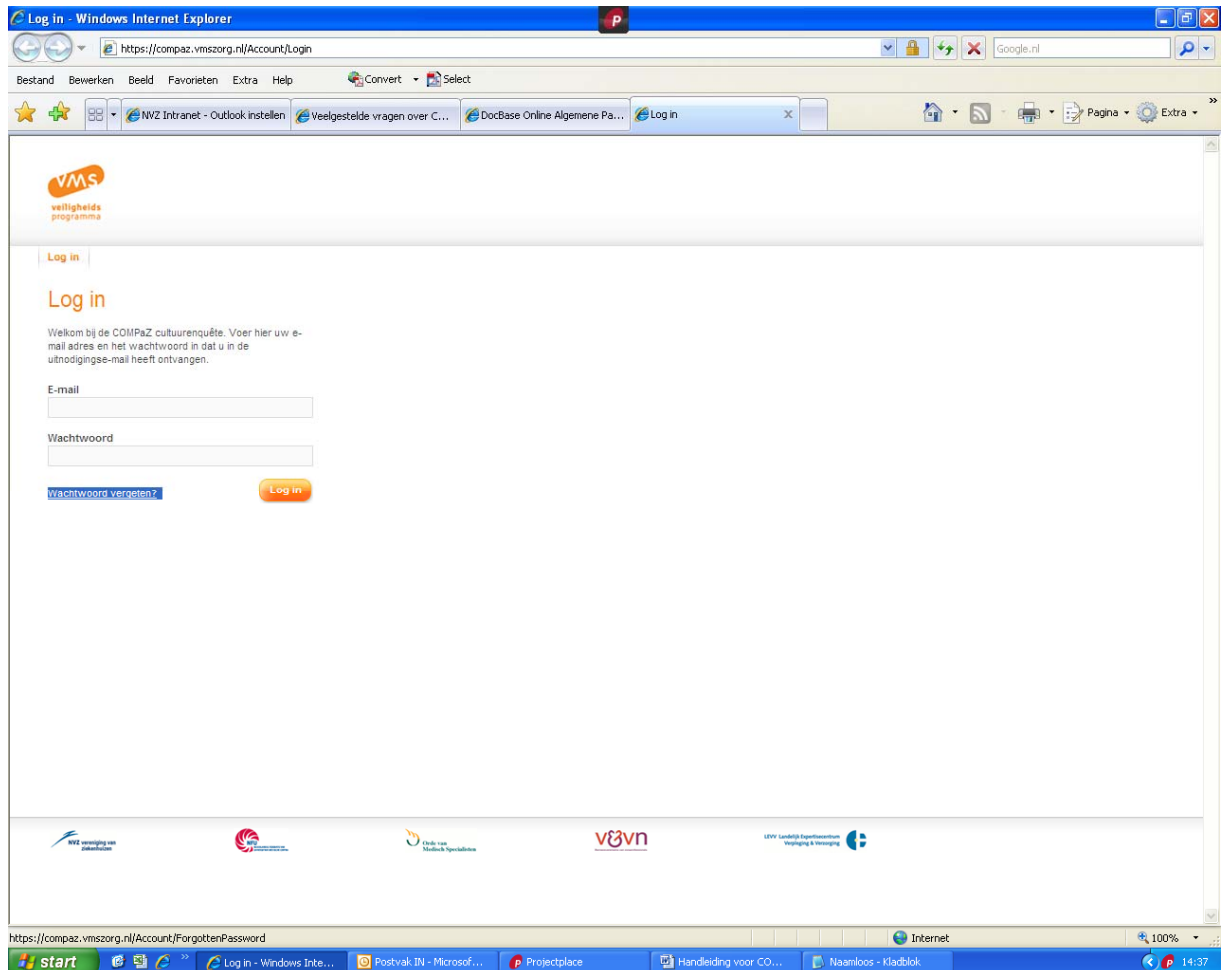 Log in - Windows Internet Explorer
https://compaz.vmszorg.nl/Account/Login
Google.nl
Bestand Bewerken Beeld Favorieten Extra Help Convert Select
NVZ Intranet - Outlook instellen Veelgestelde vragen over C... DocBase Online Algemene Pa... Log in Pagina Extra
VMS
veiligheids
programma
Log in
Log in
Welkom bij de COMPaZ cultuurenquête. Voer hier uw e-
mail adres en het wachtwoord in dat u in de
uitnodigingse-mail heeft ontvangen.
E-mail
Wachtwoord
Wachtwoord vergeten? Log in
NVZ vereniging van
ziekenhuizen
NFU
Orde van
Medisch Specialisten
V&VN
LEVV Landelijk Expertisecentrum
Verpleging & Verzorging
https://compaz.vmszorg.nl/Account/ForgottenPassword Internet 100%
start Log in - Windows Inte... Postvak IN - Microsof... Projectplace Handleiding voor CO... Naamloos - Kladblok 14:37